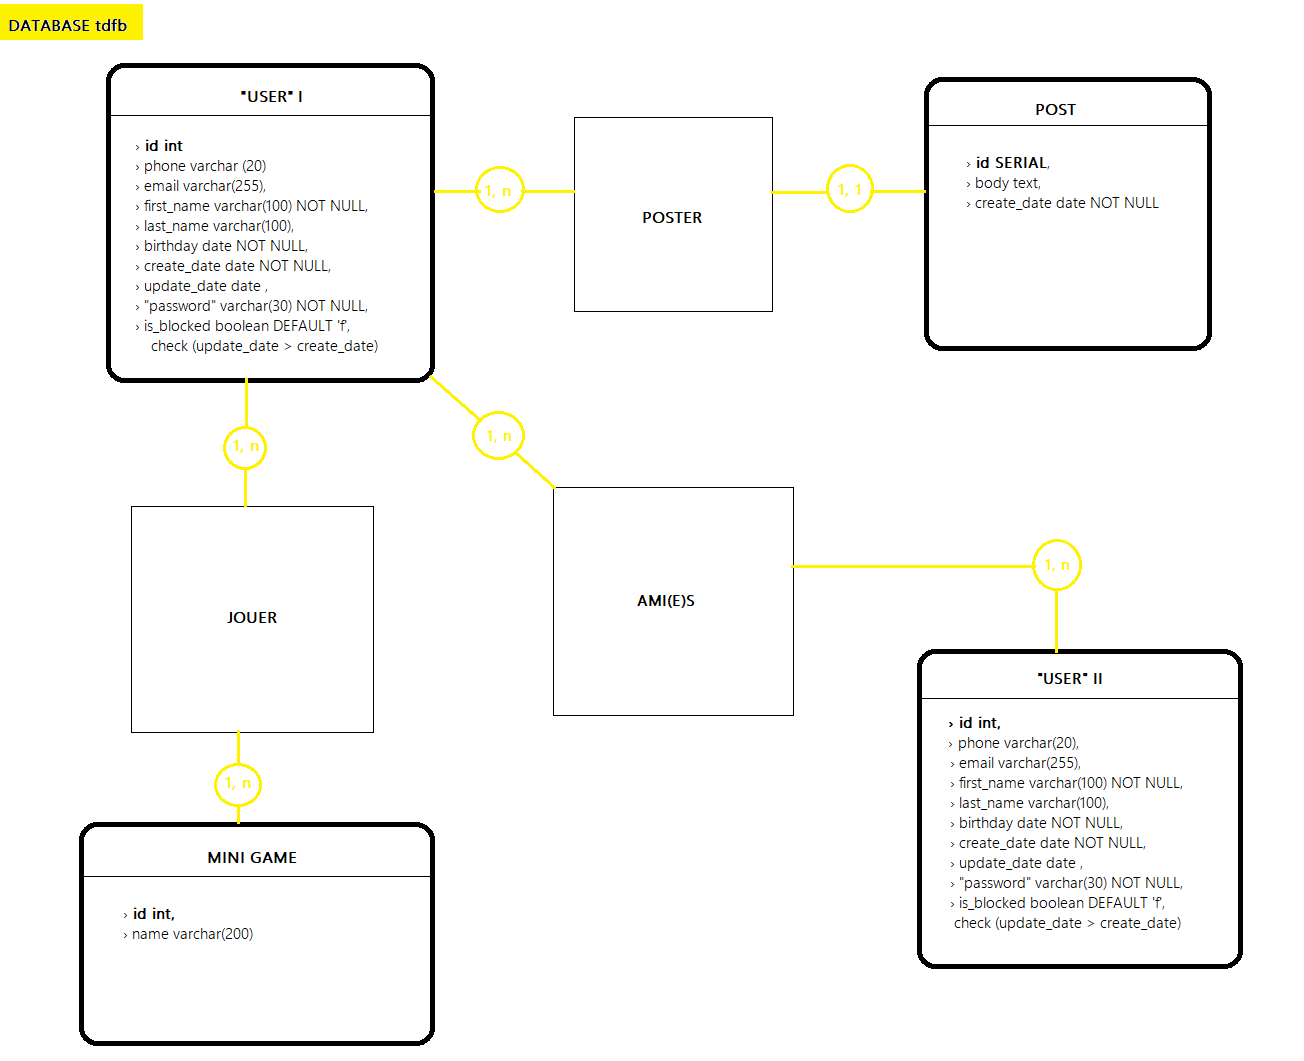 DATABASE tdfb
"USER" I
› id int
› phone varchar (20)
› email varchar(255),
› first_name varchar(100) NOT NULL,
› last_name varchar(100),
› birthday date NOT NULL,
› create_date date NOT NULL,
› update_date date ,
› "password" varchar(30) NOT NULL,
› is_blocked boolean DEFAULT 'f',
check (update_date > create_date)
1, n
POSTER
1, 1
POST
› id SERIAL,
› body text,
› create_date date NOT NULL
1, n
JOUER
1, n
MINI GAME
› id int,
› name varchar(200)
1, n
AMI(E)S
1, n
"USER" II
› id int,
› phone varchar(20),
› email varchar(255),
› first_name varchar(100) NOT NULL,
› last_name varchar(100),
› birthday date NOT NULL,
› create_date date NOT NULL,
› update_date date ,
› "password" varchar(30) NOT NULL,
› is_blocked boolean DEFAULT 'f',
check (update_date > create_date)